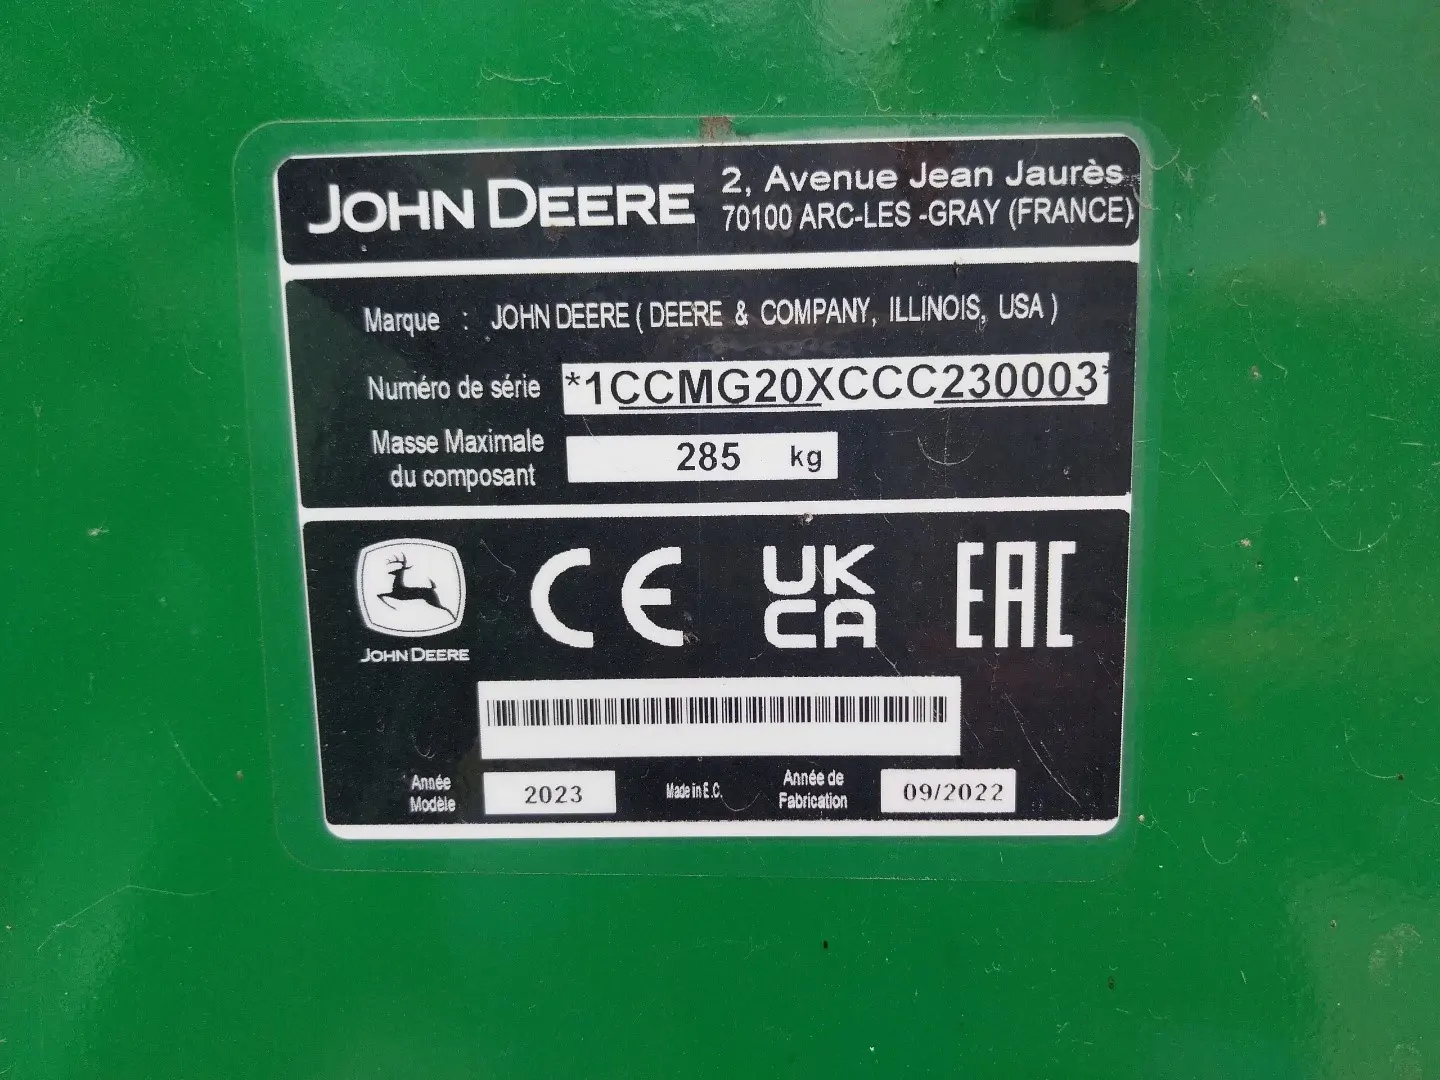 JOHN DEERE
2, Avenue Jean Jaurès
70100 ARC-LES -GRAY (FRANCE)
Marque : JOHN DEERE ( DEERE & COMPANY, ILLINOIS, USA )
Numéro de série *1CCMG20XCCC230003*
Masse Maximale
du composant
285 kg
JOHN DEERE
CE
UK
CA
EAC
Année
Modèle
2023
Made in E.C.
Année de
Fabrication
09/2022